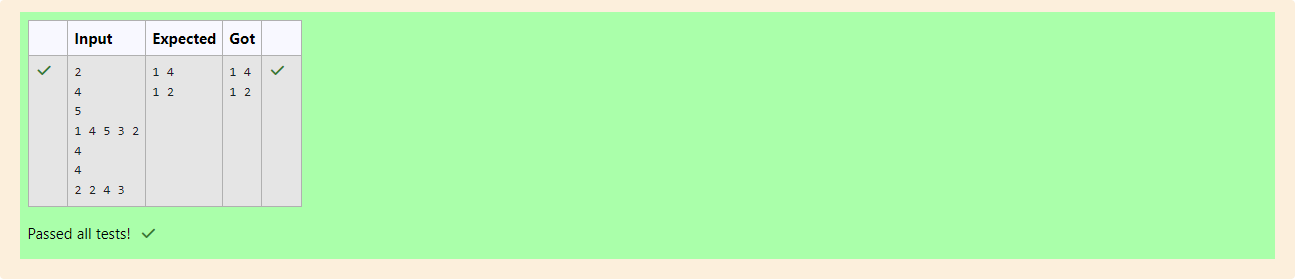 Input Expected Got
2 1 4 1 4
4 1 2 1 2
5
1 4 5 3 2
4
4
2 2 4 3
Passed all tests!